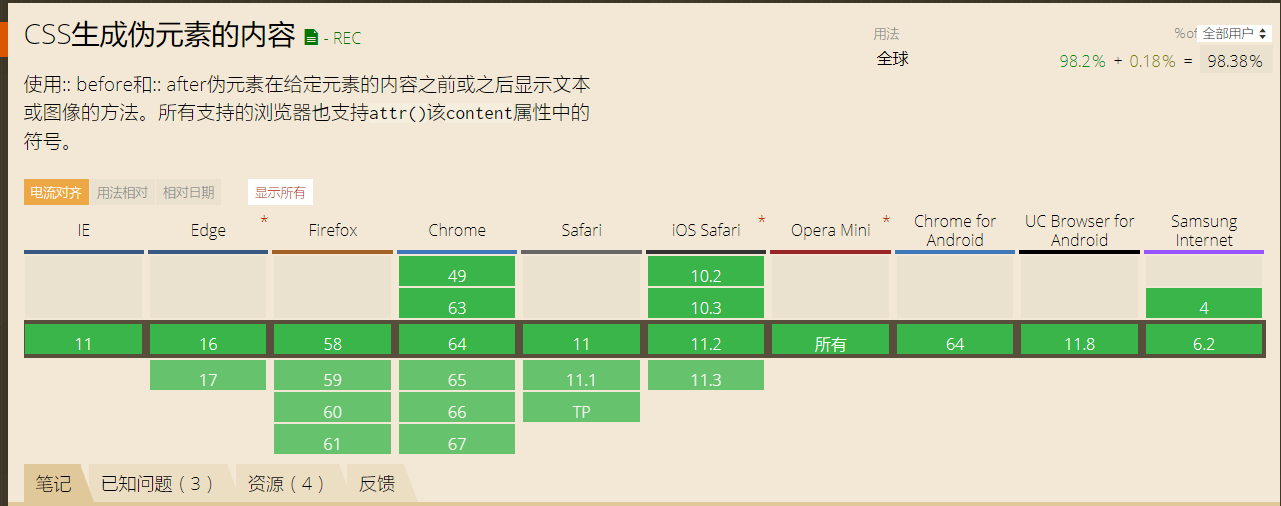 CSS生成伪元素的内容 - REC
用法 %of 全部用户
全球 98.2% + 0.18% = 98.38%
使用:: before和:: after伪元素在给定元素的内容之前或之后显示文本
或图像的方法。所有支持的浏览器也支持attr()该content属性中的
符号。
电流对齐 用法相对 相对日期 显示所有
IE Edge * Firefox Chrome Safari iOS Safari * Opera Mini * Chrome for Android UC Browser for Android Samsung Internet
49 10.2
63 10.3 4
11 16 58 64 11 11.2 所有 64 11.8 6.2
17 59 65 11.1 11.3
60 66 TP
61 67
笔记 已知问题（3） 资源（4） 反馈